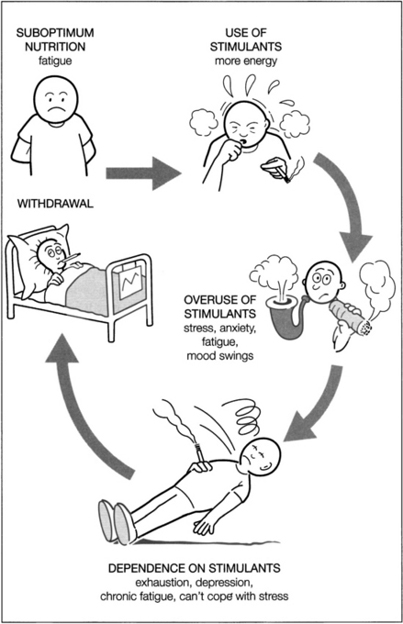 SUBOPTIMUM
NUTRITION
fatigue
USE OF
STIMULANTS
more energy
OVERUSE OF
STIMULANTS
stress, anxiety,
fatigue,
mood swings
DEPENDENCE ON STIMULANTS
exhaustion, depression,
chronic fatigue, can't cope with stress
WITHDRAWAL